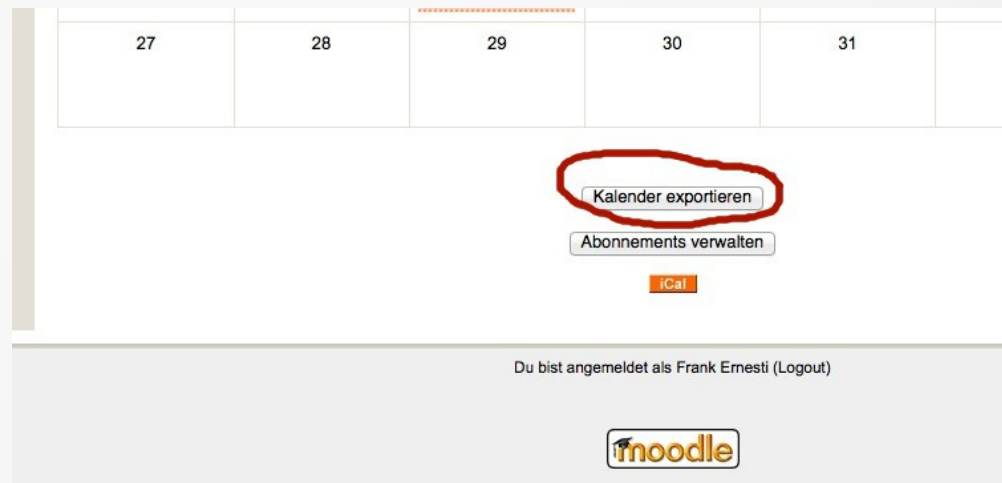 27 28 29 30 31
Kalender exportieren
Abonnements verwalten
iCal
Du bist angemeldet als Frank Ernesti (Logout)
moodle